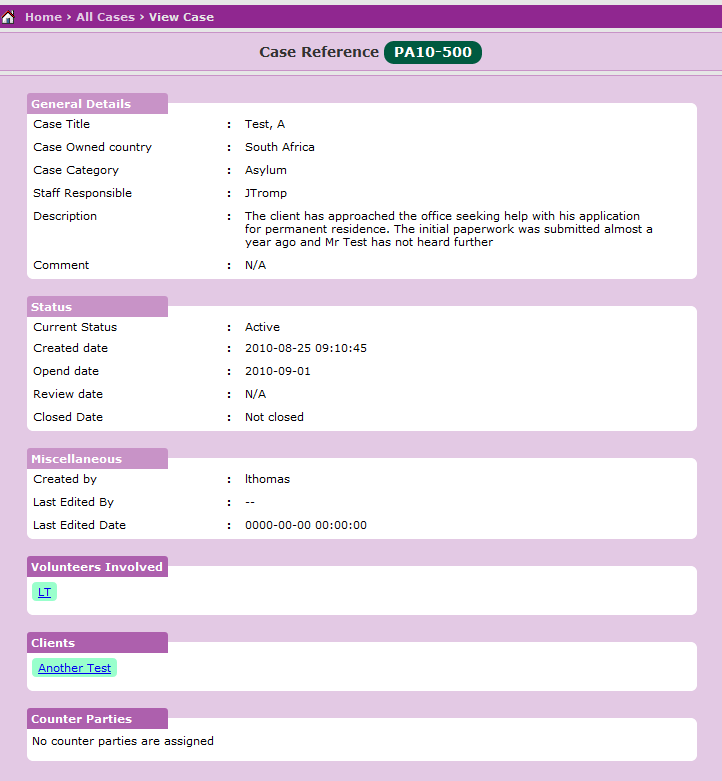 Home › All Cases › View Case
Case Reference PA10-500
General Details
Case Title : Test, A
Case Owned country : South Africa
Case Category : Asylum
Staff Responsible : JTromp
Description : The client has approached the office seeking help with his application
for permanent residence. The initial paperwork was submitted almost a
year ago and Mr Test has not heard further
Comment : N/A
Status
Current Status : Active
Created date : 2010-08-25 09:10:45
Opend date : 2010-09-01
Review date : N/A
Closed Date : Not closed
Miscellaneous
Created by : lthomas
Last Edited By : --
Last Edited Date : 0000-00-00 00:00:00
Volunteers Involved
LT
Clients
Another Test
Counter Parties
No counter parties are assigned